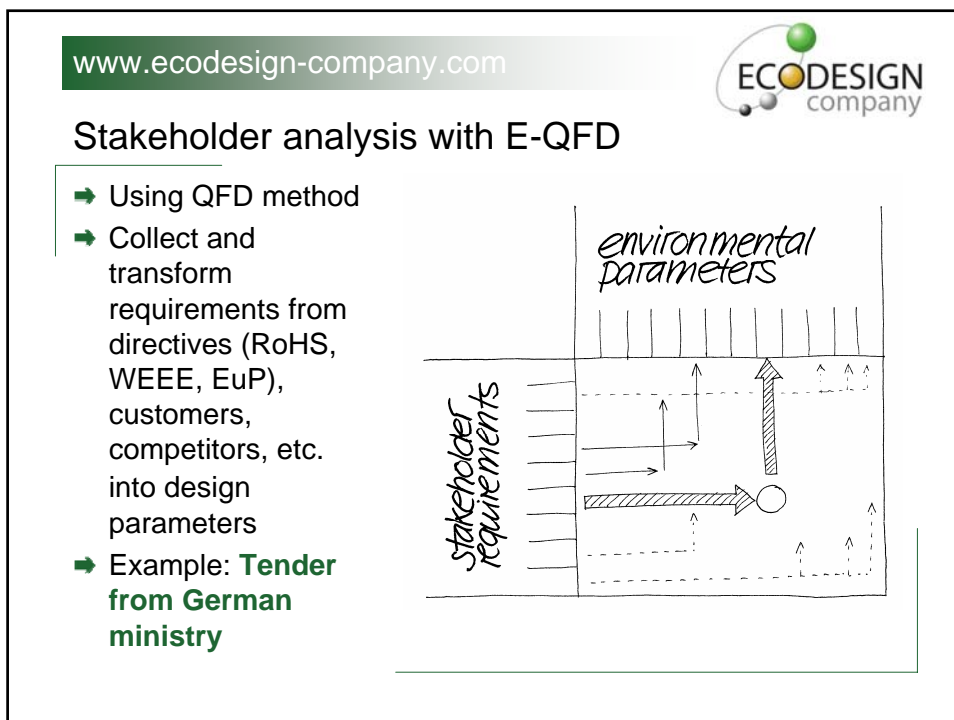 www.ecodesign-company.com
ECODESIGN
company
Stakeholder analysis with E-QFD
Using QFD method
Collect and
transform
requirements from
directives (RoHS,
WEEE, EuP),
customers,
competitors, etc.
into design
parameters
Example: Tender
from German
ministry
environmental
parameters
stakeholder
requirements